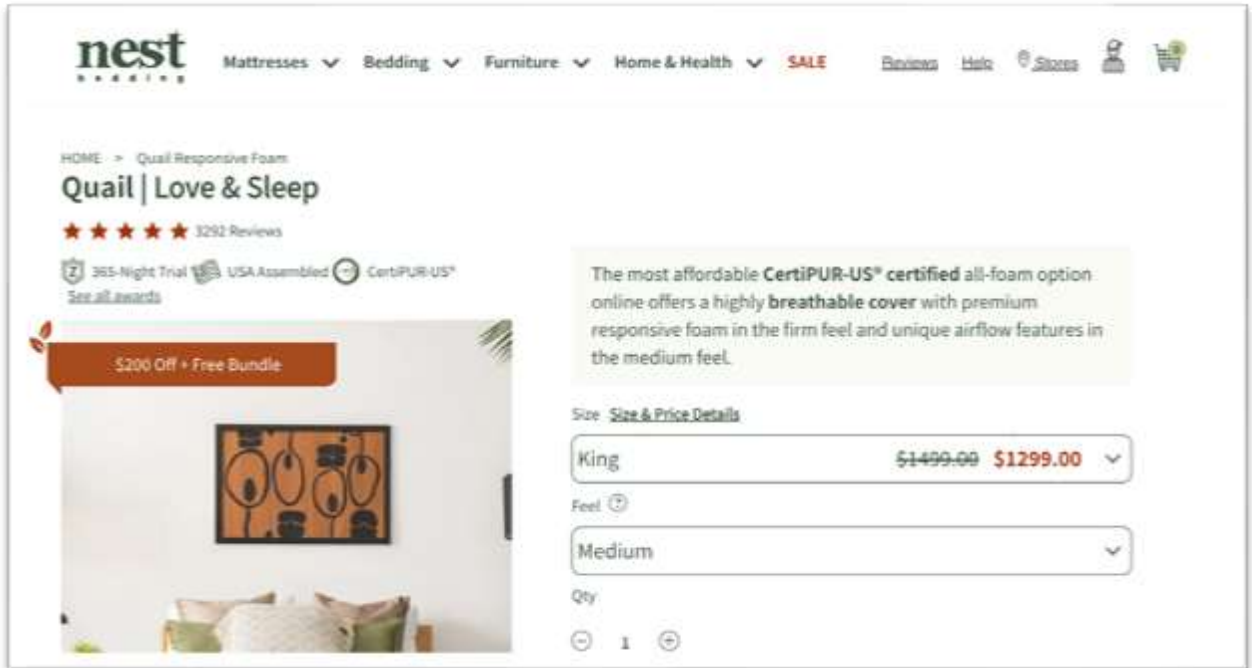 nest
bedding
Mattresses Bedding Furniture Home & Health SALE Reviews Help Stores 0
HOME > Quail Responsive Foam
Quail | Love & Sleep
3292 Reviews
365-Night Trial USA Assembled CertiPUR-US®
See all awards
$200 Off + Free Bundle
The most affordable CertiPUR-US® certified all-foam option
online offers a highly breathable cover with premium
responsive foam in the firm feel and unique airflow features in
the medium feel.
Size Size & Price Details
King $1499.00 $1299.00
Feel ?
Medium
Qty
1